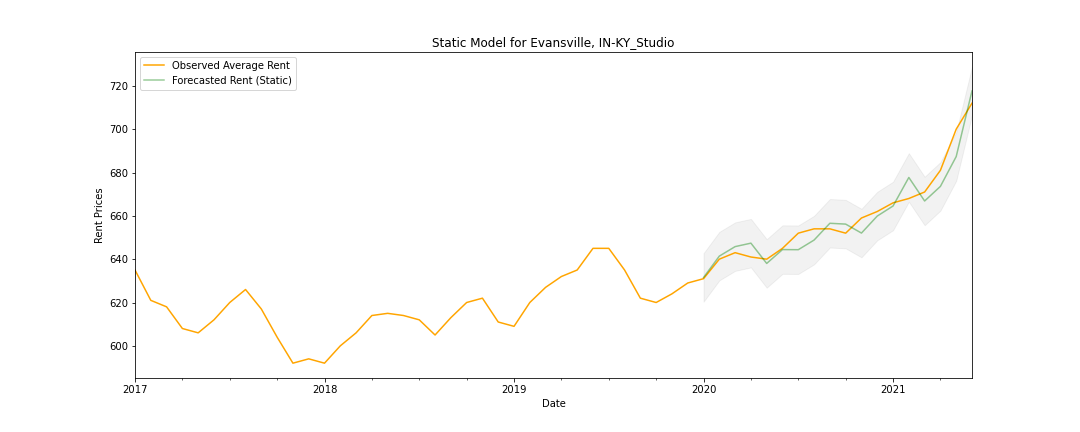 Static Model for Evansville, IN-KY_Studio
Observed Average Rent
Forecasted Rent (Static)
720
700
680
660
640
620
600
Rent Prices
2017
2018
2019
2020
2021
Date